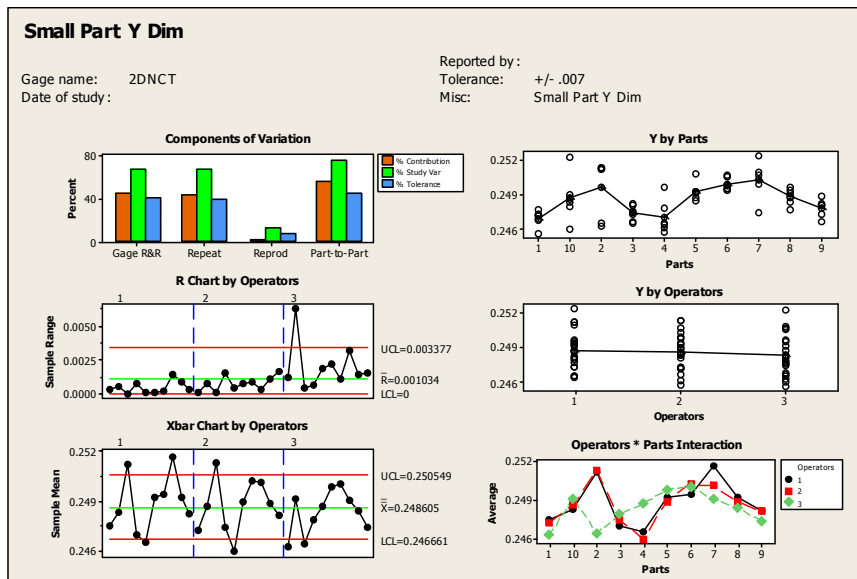 Small Part Y Dim
Reported by :
Gage name: 2DNCT
Tolerance: +/- .007
Date of study :
Misc: Small Part Y Dim
Components of Variation
80
40
0
Percent
Gage R&R Repeat Reprod Part-to-Part
% Contribution
% Study Var
% Tolerance
Y by Parts
0.252
0.249
0.246
1 10 2 3 4 5 6 7 8 9
Parts
R Chart by Operators
1 2 3
0.0050
0.0025
0.0000
Sample Range
UCL=0.003377
R=0.001034
LCL=0
Y by Operators
0.252
0.249
0.246
1 2 3
Operators
Xbar Chart by Operators
1 2 3
0.252
0.249
0.246
Sample Mean
UCL=0.250549
X=0.248605
LCL=0.246661
Operators * Parts Interaction
0.252
0.249
0.246
Average
1 10 2 3 4 5 6 7 8 9
Parts
Operators
1
2
3